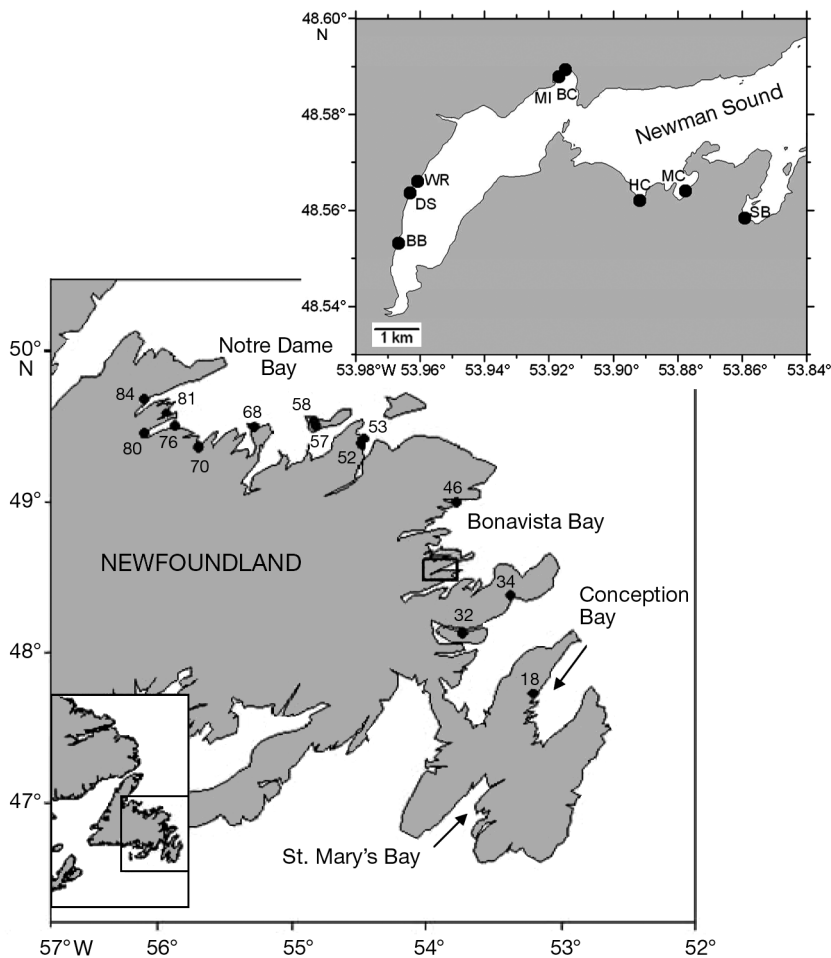 48.60°
N
48.58°
48.56°
48.54°
MI BC
Newman Sound
WR
DS
BB
HC
MC
SB
1 km
53.98°W 53.96° 53.94° 53.92° 53.90° 53.88° 53.86° 53.84°
50°
N
49°
48°
47°
Notre Dame
Bay
84
81
80
76
70
68
58
57
53
52
46
Bonavista Bay
NEWFOUNDLAND
34
32
Conception
Bay
18
St. Mary's Bay
57°W 56° 55° 54° 53° 52°